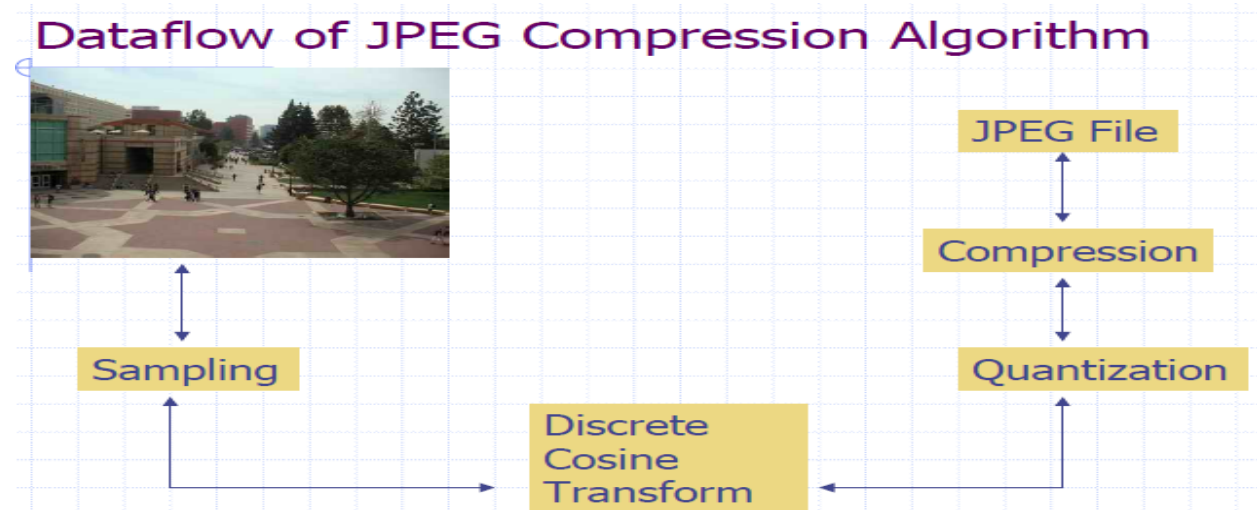 Dataflow of JPEG Compression Algorithm
JPEG File
Compression
Sampling
Quantization
Discrete
Cosine
Transform